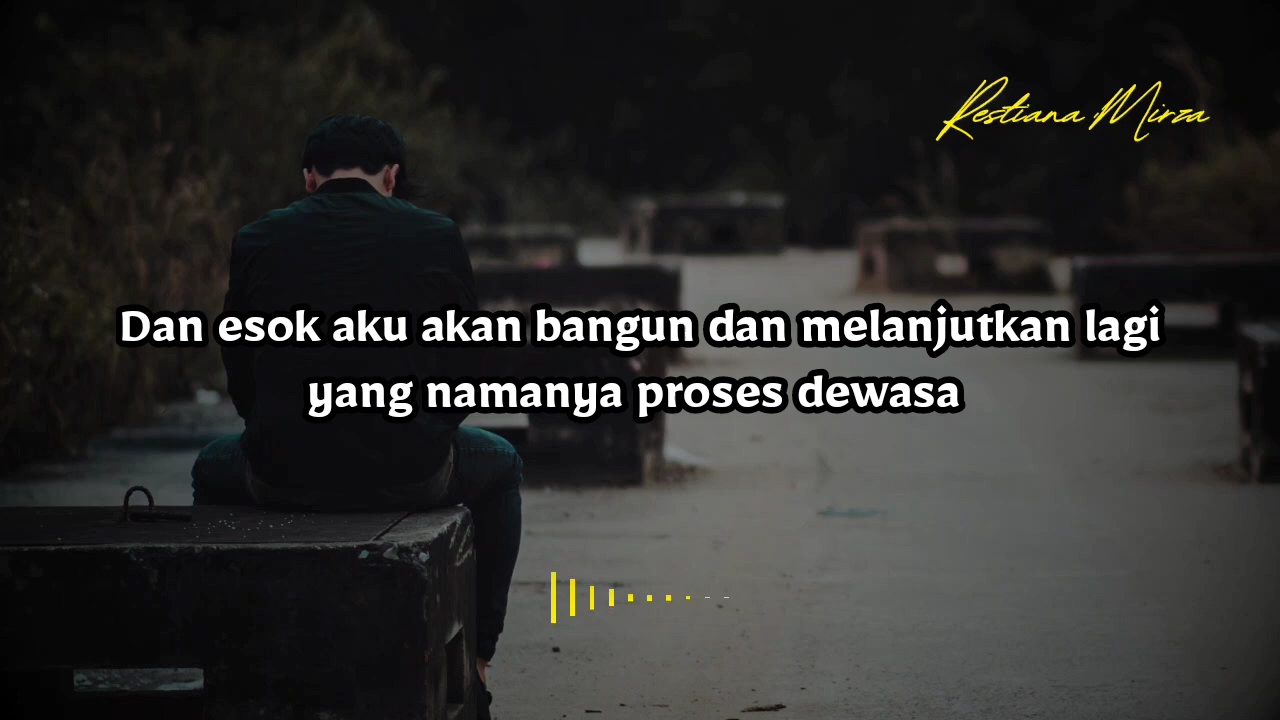 Restiana Mirza
Dan esok aku akan bangun dan melanjutkan lagi
yang namanya proses dewasa